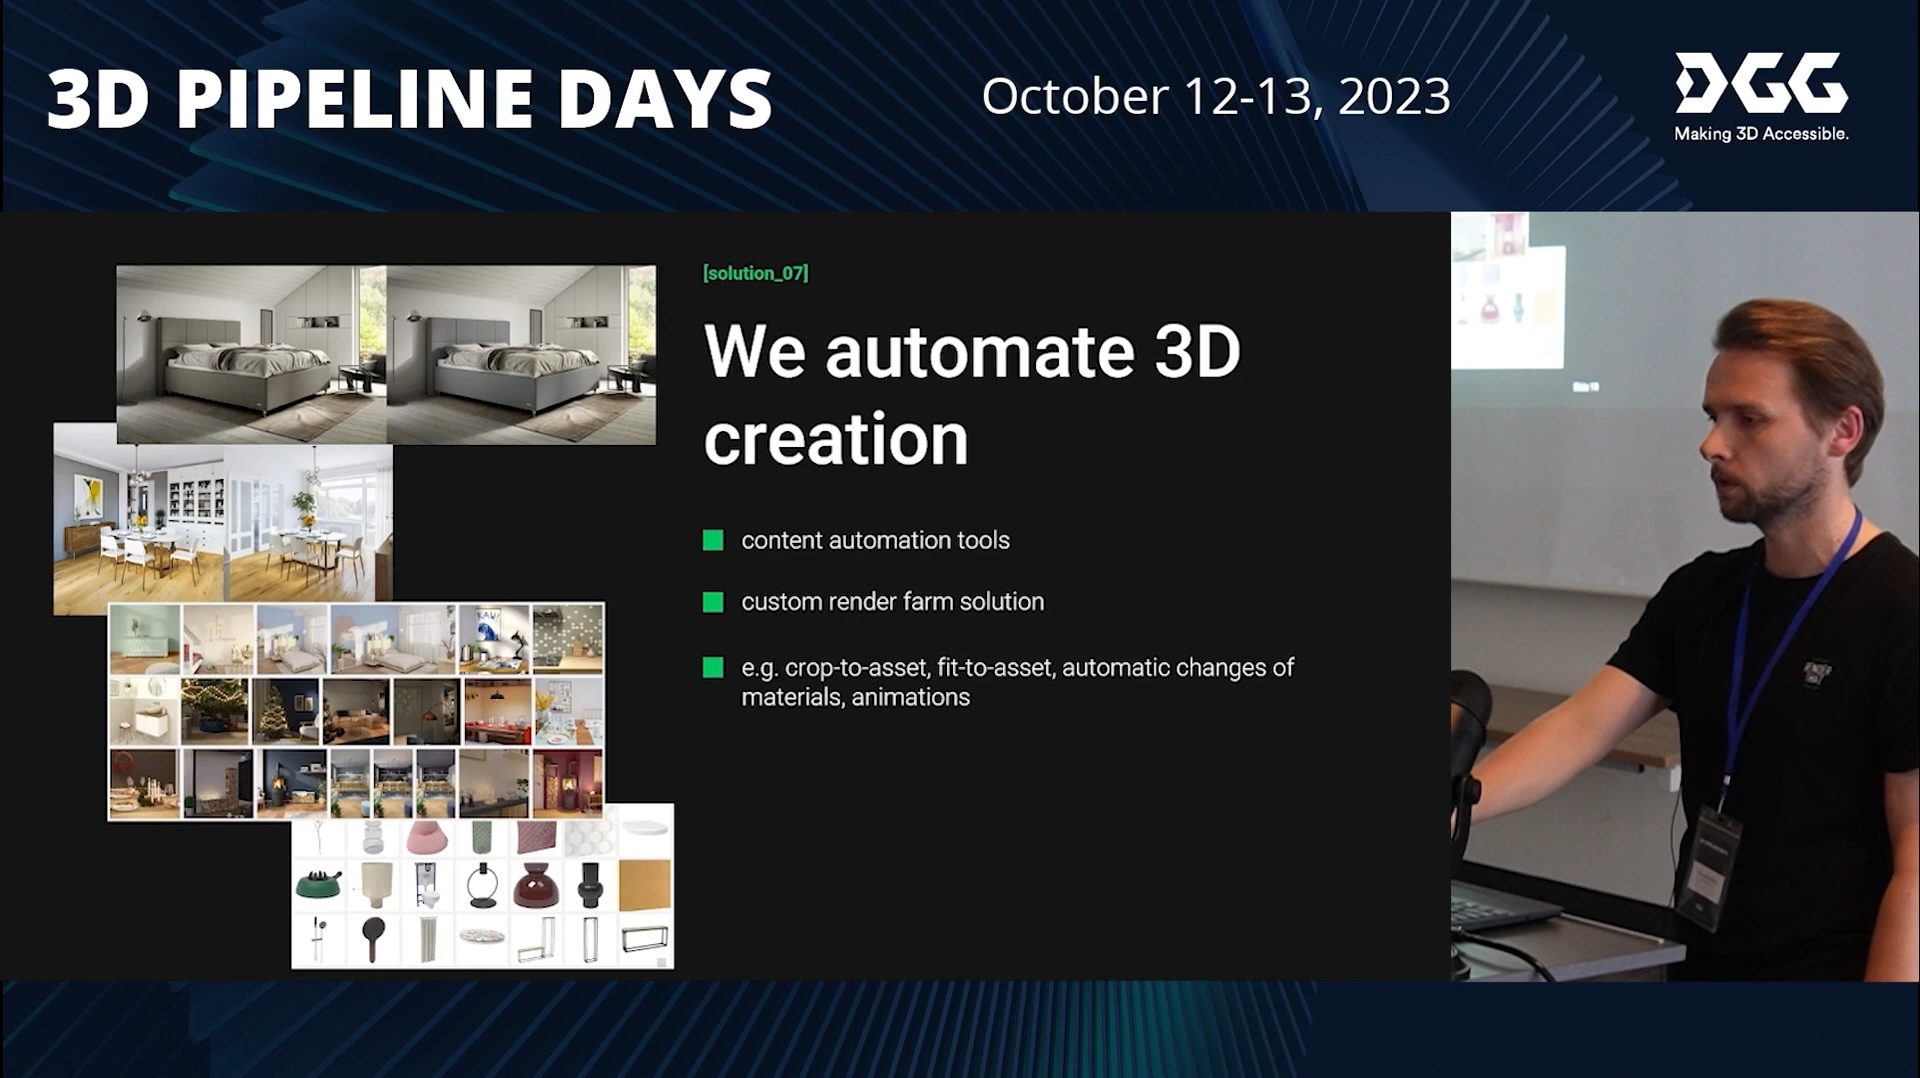 3D PIPELINE DAYS
October 12-13, 2023
DGG
Making 3D Accessible.
[solution_07]
We automate 3D
creation
content automation tools
custom render farm solution
e.g. crop-to-asset, fit-to-asset, automatic changes of
materials, animations